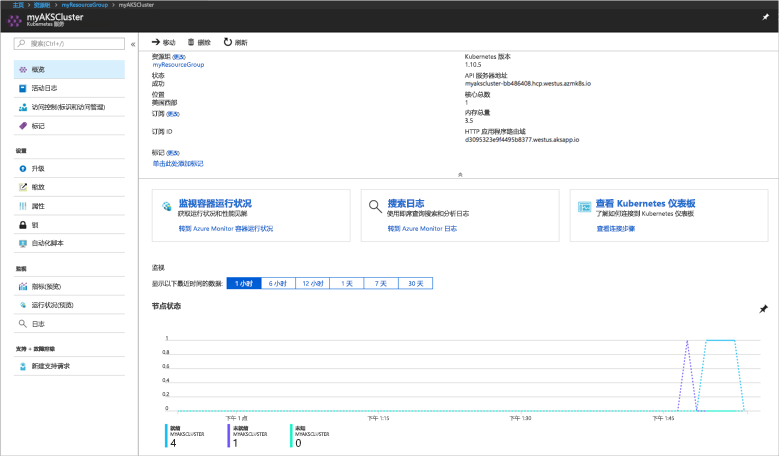 主页 > 资源组 > myResourceGroup > myAKSCluster
myAKSCluster
Kubernetes 服务
搜索(Ctrl+/)
«
移动
删除
刷新
概览
活动日志
访问控制(标识和访问管理)
标记
设置
升级
缩放
属性
锁
自动化脚本
监视
指标(预览)
运行状况(预览)
日志
支持 + 故障排除
新建支持请求
资源组 (更改)
myResourceGroup
状态
成功
位置
美国西部
订阅 (更改)
订阅 ID
标记 (更改)
单击此处添加标记
Kubernetes 版本
1.10.5
API 服务器地址
myakscluster-bb486408.hcp.westus.azmk8s.io
核心总数
1
内存总量
3.5
HTTP 应用程序路由域
d3095323e9f4495b8377.westus.aksapp.io
监视容器运行状况
获取运行状况和性能见解
转到 Azure Monitor 容器运行状况
搜索日志
使用即席查询搜索和分析日志
转到 Azure Monitor 日志
查看 Kubernetes 仪表板
了解如何连接到 Kubernetes 仪表板
查看连接步骤
监视
显示以下最近时间的数据:
1 小时
6 小时
12 小时
1 天
7 天
30 天
节点状态
1
0.8
0.6
0.4
0.2
0
下午 1 点
下午 1:15
下午 1:30
下午 1:45
就绪
MYAKSCLUSTER
4
未就绪
MYAKSCLUSTER
1
未知
MYAKSCLUSTER
0